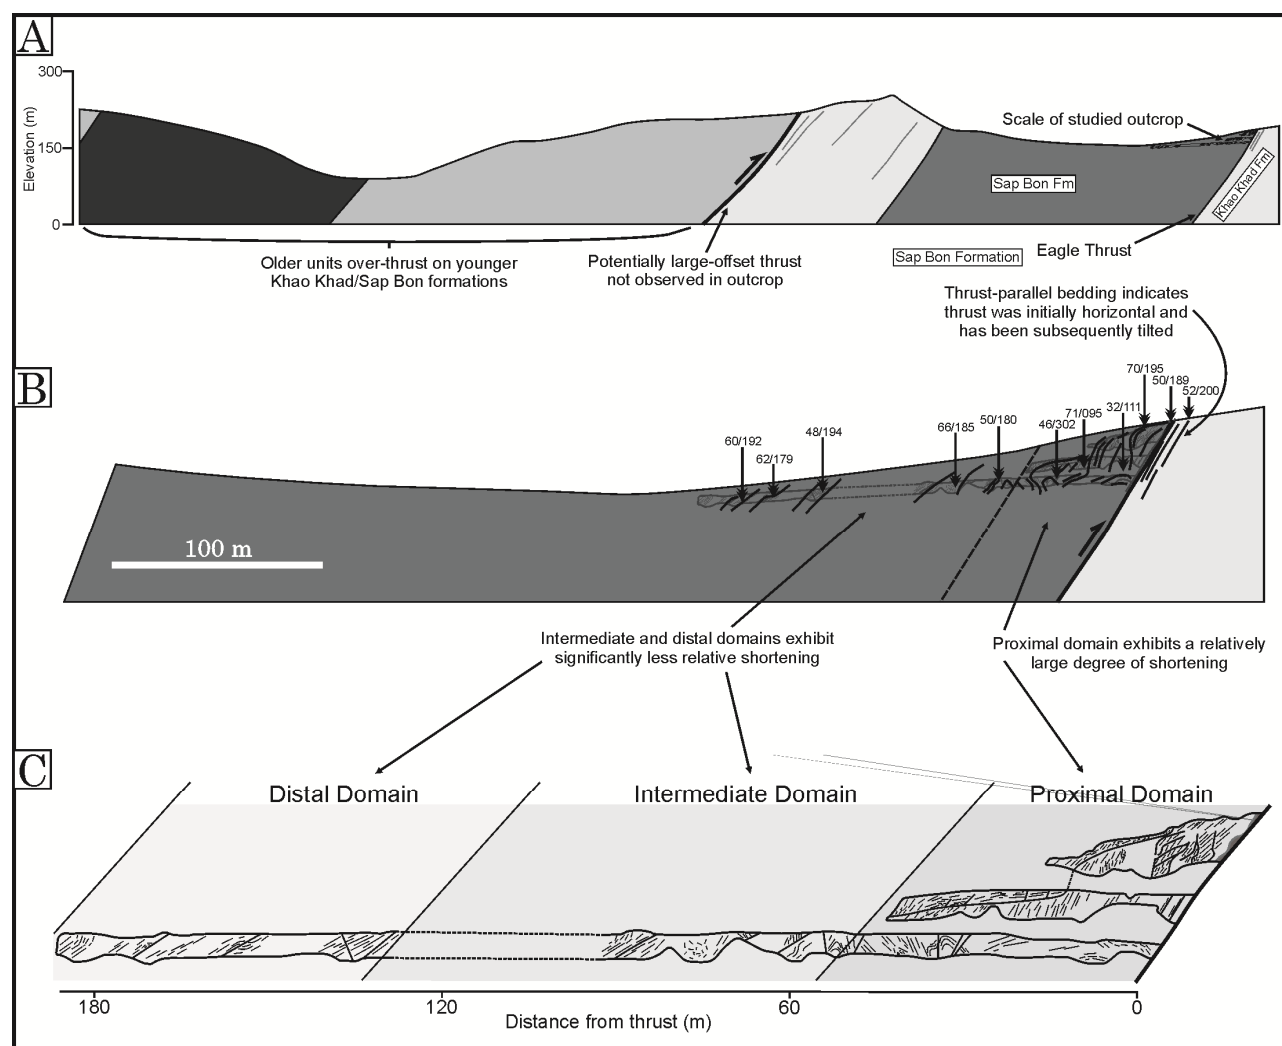 A
300
150
0
Elevation (m)
Scale of studied outcrop
Sap Bon Fm
Khao Khad Fm
Older units over-thrust on younger
Khao Khad/Sap Bon formations
Potentially large-offset thrust
not observed in outcrop
Sap Bon Formation
Eagle Thrust
Thrust-parallel bedding indicates
thrust was initially horizontal and
has been subsequently tilted
B
60/192
62/179
48/194
66/185
50/180
46/302
71/095
32/111
70/195
50/189
52/200
100 m
Intermediate and distal domains exhibit
significantly less relative shortening
Proximal domain exhibits a relatively
large degree of shortening
C
Distal Domain
Intermediate Domain
Proximal Domain
180
120
60
0
Distance from thrust (m)